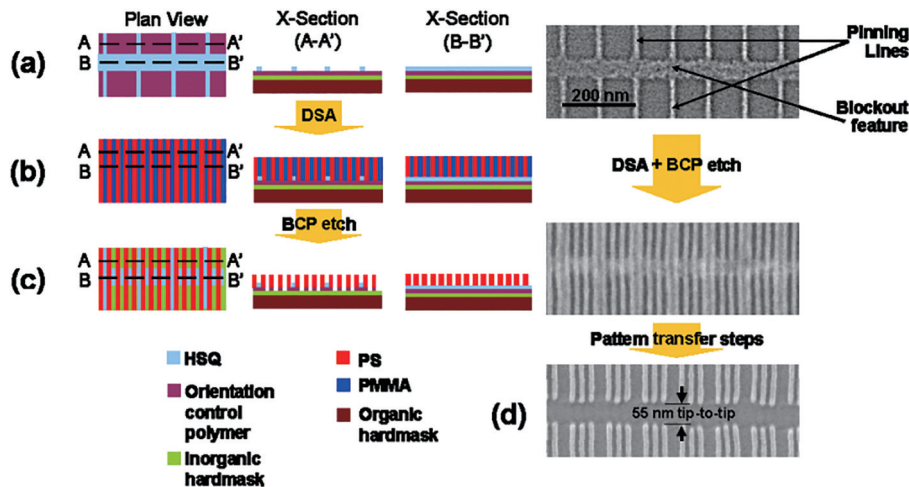 Plan View
X-Section
(A-A')
X-Section
(B-B')
(a)
A
A'
B
B'
Pinning
Lines
200 nm
Blockout
feature
DSA
(b)
A
A'
B
B'
DSA + BCP etch
BCP etch
(c)
A
A'
B
B'
Pattern transfer steps
HSQ
Orientation
control
polymer
Inorganic
hardmask
PS
PMMA
Organic
hardmask
(d)
55 nm tip-to-tip